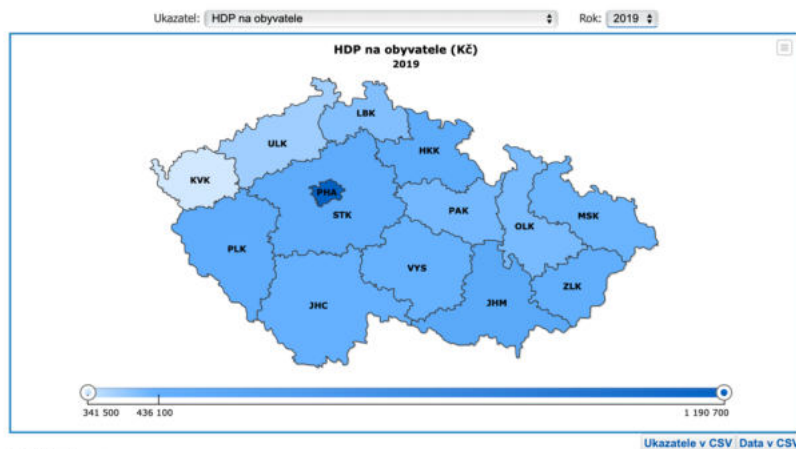 Ukazatel: HDP na obyvatele Rok: 2019
HDP na obyvatele (Kč)
2019
LBK
ULK
HKK
KVK
PHA
PAK
MSK
STK
OLK
PLK
VYS
ZLK
JHC
JHM
341 500 436 100 1 190 700
Ukazatele v CSV Data v CSV